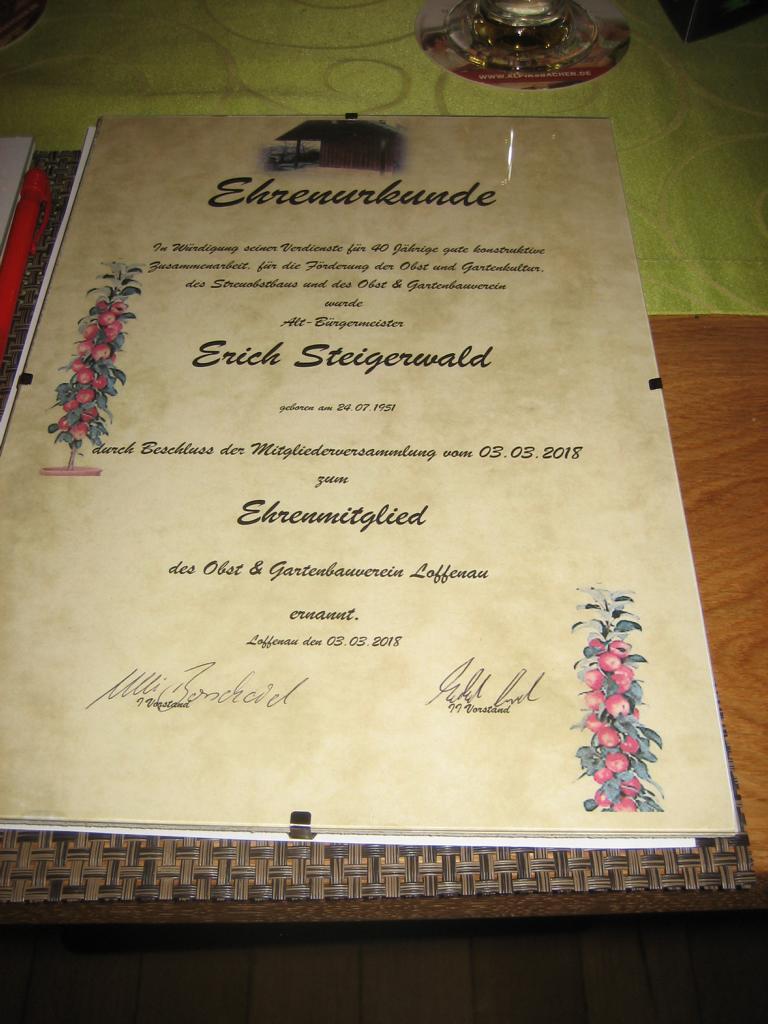 WWW.ALPIRSBACHER.DE
Ehrenurkunde
In Würdigung seiner Verdienste für 40 Jährige gute konstruktive
Zusammenarbeit, für die Förderung der Obst und Gartenkultur,
des Streuobstbaus und des Obst & Gartenbauverein
wurde
Alt-Bürgermeister
Erich Steigerwald
geboren am 24.07.1951
durch Beschluss der Mitgliederversammlung vom 03.03.2018
zum
Ehrenmitglied
des Obst & Gartenbauverein Loffenau
ernannt.
Loffenau den 03.03.2018
I Vorstand
II Vorstand